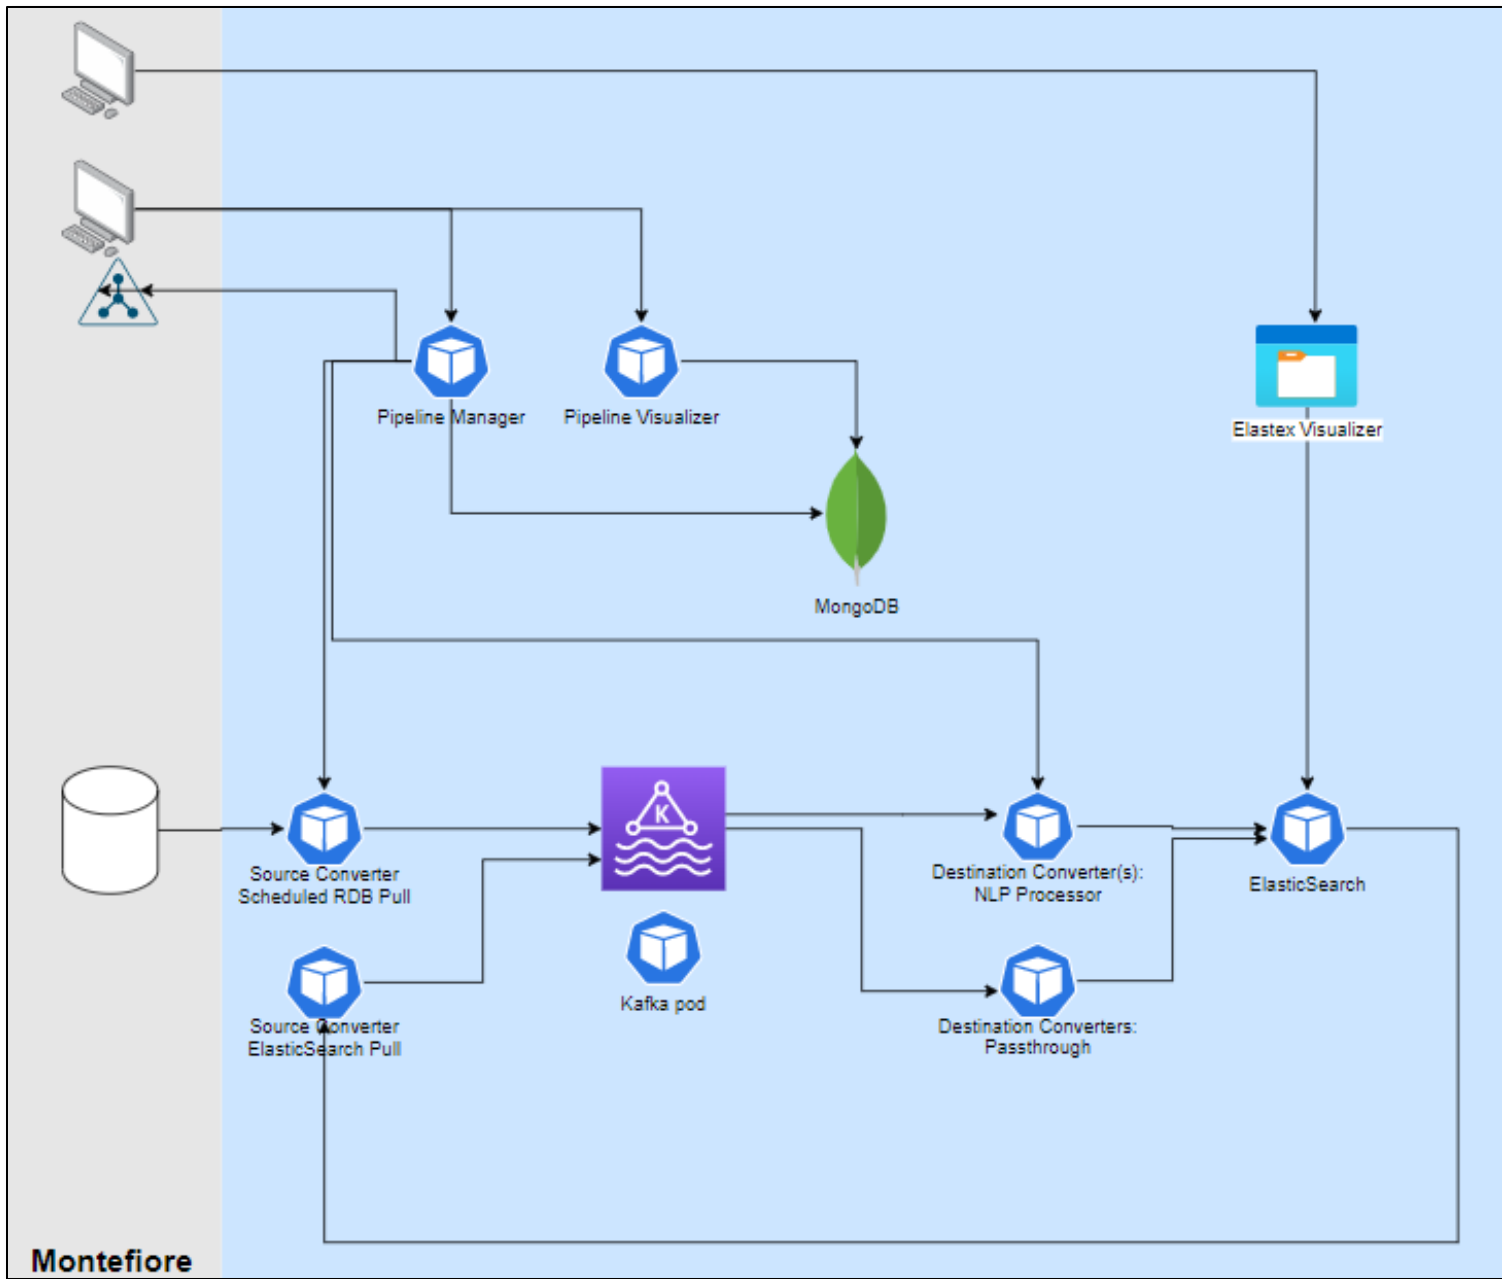 Pipeline Manager
Pipeline Visualizer
Elastex Visualizer
MongoDB
K
Source Converter
Scheduled RDB Pull
Destination Converter(s):
NLP Processor
ElasticSearch
Kafka pod
Source Converter
ElasticSearch Pull
Destination Converters:
Passthrough
Montefiore